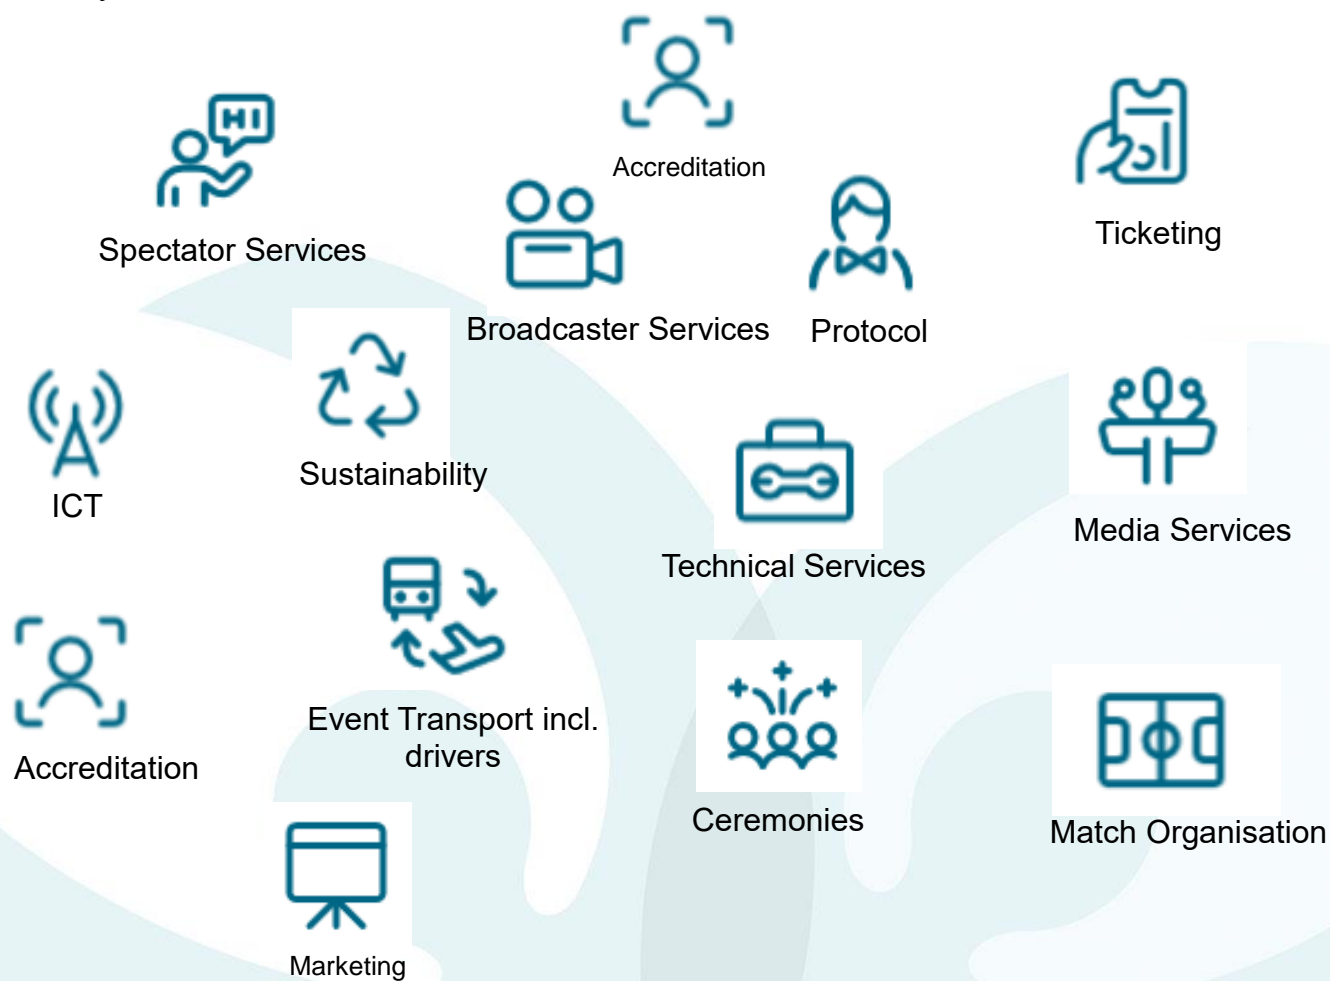 HI
Accreditation
Spectator Services
Ticketing
Broadcaster Services
Protocol
Sustainability
ICT
Media Services
Technical Services
Event Transport incl.
drivers
Accreditation
Ceremonies
Match Organisation
Marketing